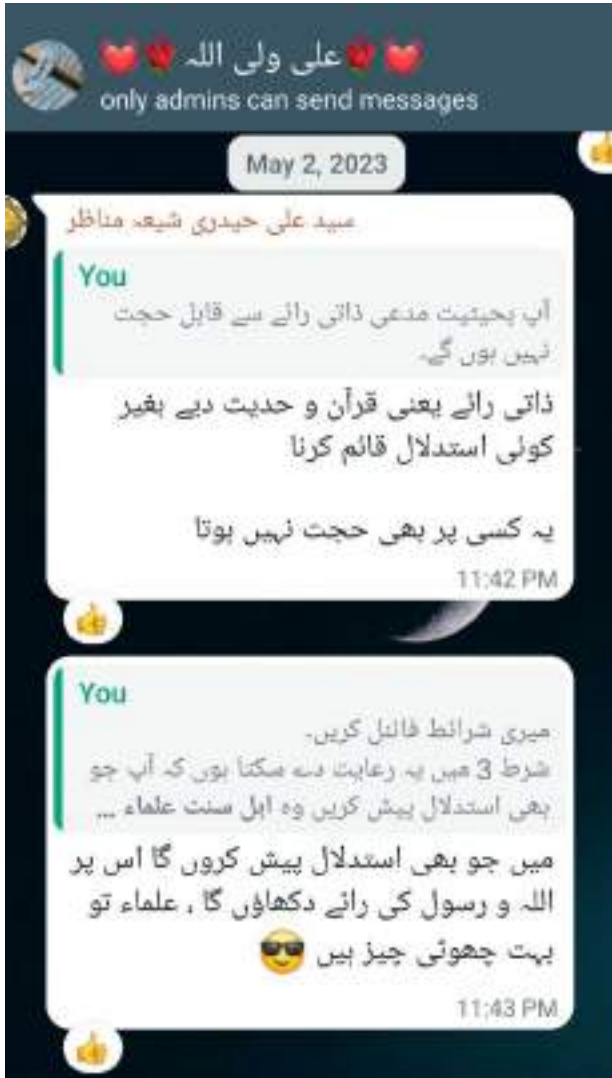 ❤️🌹علی ولی اللہ🌹❤️
only admins can send messages
May 2, 2023
سید علی حیدری شیعہ مناظر
You
آپ بحیثیت مدعی ذاتی رائے سے قابل حجت
نہیں ہوں گے۔
ذاتی رائے یعنی قرآن و حدیث دیے بغیر
کوئی استدلال قائم کرنا
یہ کسی پر بھی حجت نہیں ہوتا
11:42 PM
You
میری شرائط فائنل کریں۔
شرط 3 میں یہ رعایت دے سکتا ہوں کہ آپ جو
بھی استدلال پیش کریں وہ اہل سنت علماء ...
میں جو بھی استدلال پیش کروں گا اس پر
اللہ و رسول کی رائے دکھاؤں گا ، علماء تو
بہت چھوٹی چیز ہیں 😎
11:43 PM